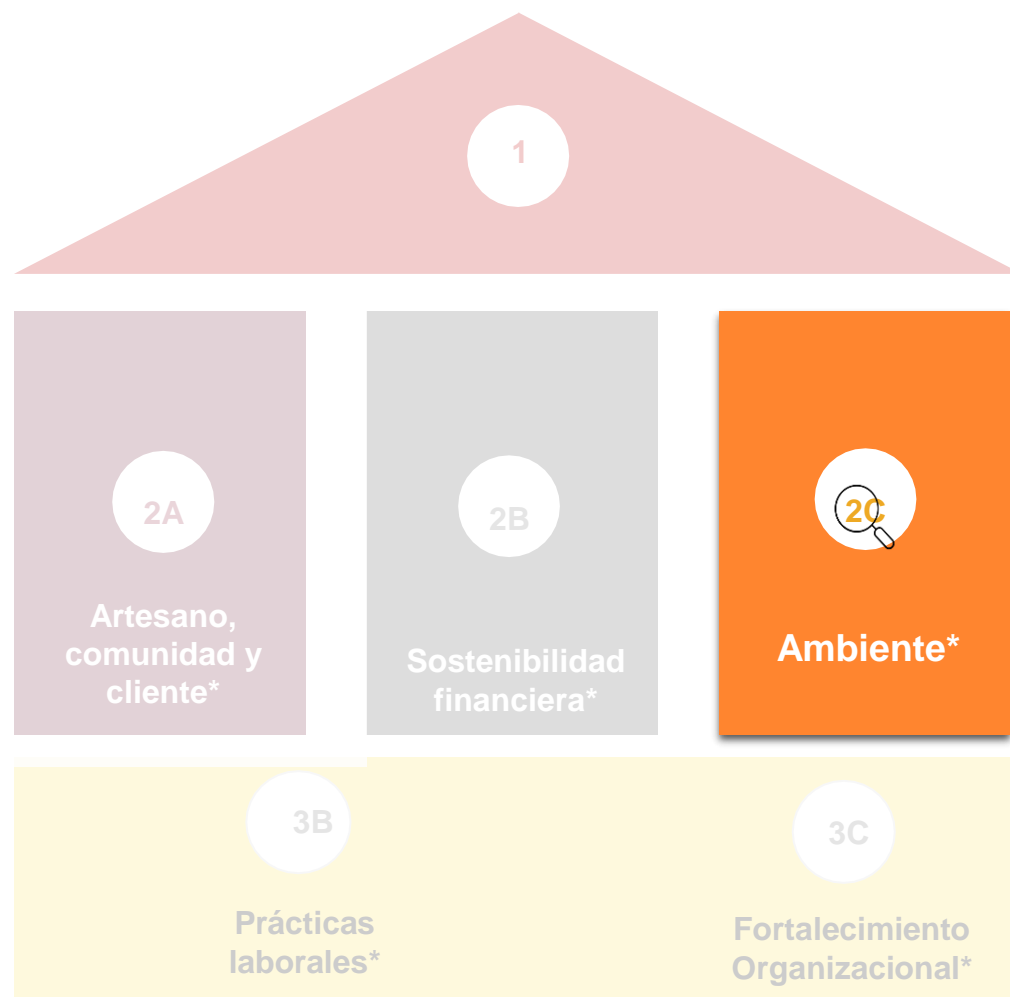 1
2A
Artesano,
comunidad y
cliente*
2B
Sostenibilidad
financiera*
2C
Ambiente*
3B
Prácticas
laborales*
3C
Fortalecimiento
Organizacional*